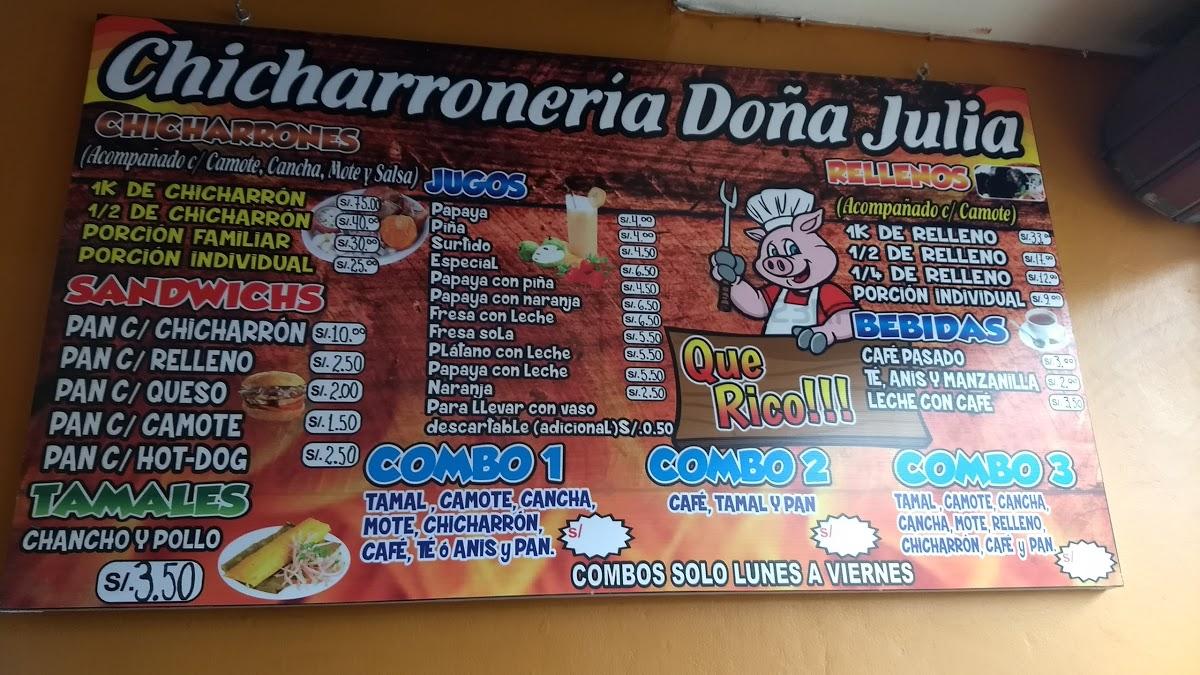 Chicharronería Doña Julia
CHICHARRONES
(Acompañado c/ Camote, Cancha, Mote y Salsa)
1K DE CHICHARRÓN S/.75.00
1/2 DE CHICHARRÓN S/.40.00
PORCIÓN FAMILIAR S/.30.00
PORCIÓN INDIVIDUAL S/.25.00
SANDWICHS
PAN C/ CHICHARRÓN S/.10.00
PAN C/ RELLENO S/.2.50
PAN C/ QUESO S/.2.00
PAN C/ CAMOTE S/.1.50
PAN C/ HOT-DOG S/.2.50
TAMALES
CHANCHO Y POLLO
S/.3.50
JUGOS
Papaya S/.4.00
Piña S/.4.00
Surtido S/.4.50
Especial S/.6.50
Papaya con piña S/.4.50
Papaya con naranja S/.6.50
Fresa con Leche S/.6.50
Fresa sola S/.5.50
Plátano con Leche S/.5.50
Papaya con Leche S/.5.50
Naranja S/.2.50
Para Llevar con vaso
descartable (adicional) S/.0.50
Que
Rico!!!
RELLENOS
(Acompañado c/ Camote)
1K DE RELLENO S/.33.00
1/2 DE RELLENO S/.17.00
1/4 DE RELLENO S/.12.00
PORCIÓN INDIVIDUAL S/.9.00
BEBIDAS
CAFÉ PASADO S/3.00
TÉ, ANIS Y MANZANILLA S/.2.00
LECHE CON CAFÉ S/.3.50
COMBO 1
TAMAL, CAMOTE, CANCHA,
MOTE, CHICHARRÓN,
CAFÉ, TÉ ó ANIS y PAN.
S/
COMBO 2
CAFÉ, TAMAL Y PAN
S/
COMBO 3
TAMAL, CAMOTE, CANCHA,
CANCHA, MOTE, RELLENO,
CHICHARRON, CAFÉ y PAN.
S/
COMBOS SOLO LUNES A VIERNES